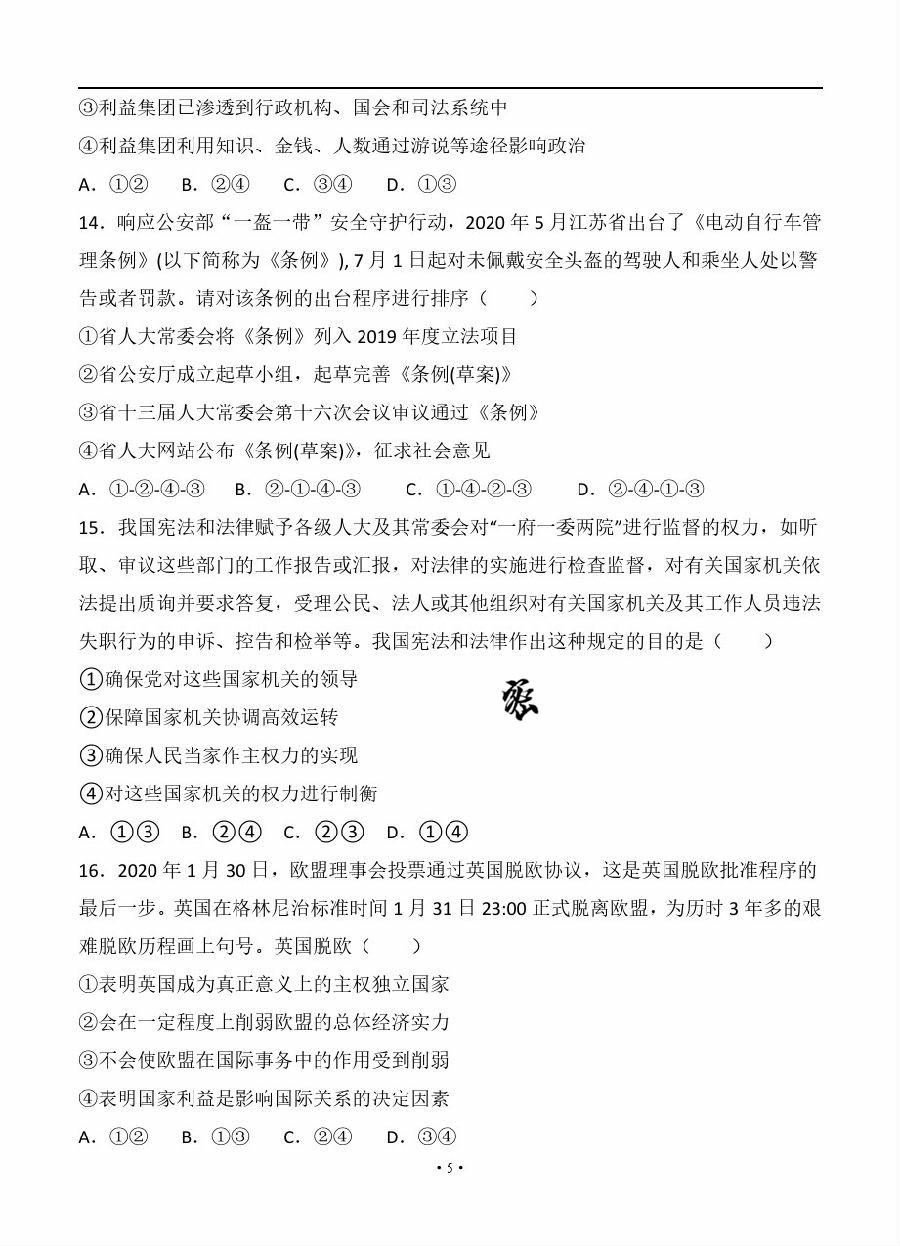 ③利益集团已渗透到行政机构、国会和司法系统中
④利益集团利用知识、金钱、人数通过游说等途径影响政治
A．①②　B．②④　C．③④　D．①③
14．响应公安部“一盔一带”安全守护行动，2020 年 5 月江苏省出台了《电动自行车管
理条例》(以下简称为《条例》), 7 月 1 日起对未佩戴安全头盔的驾驶人和乘坐人处以警
告或者罚款。请对该条例的出台程序进行排序（　　）
①省人大常委会将《条例》列入 2019 年度立法项目
②省公安厅成立起草小组，起草完善《条例(草案)》
③省十三届人大常委会第十六次会议审议通过《条例》
④省人大网站公布《条例(草案)》，征求社会意见
A．①-②-④-③　B．②-①-④-③　C．①-④-②-③　D．②-④-①-③
15．我国宪法和法律赋予各级人大及其常委会对“一府一委两院”进行监督的权力，如听
取、审议这些部门的工作报告或汇报，对法律的实施进行检查监督，对有关国家机关依
法提出质询并要求答复，受理公民、法人或其他组织对有关国家机关及其工作人员违法
失职行为的申诉、控告和检举等。我国宪法和法律作出这种规定的目的是（　　）
①确保党对这些国家机关的领导
②保障国家机关协调高效运转
③确保人民当家作主权力的实现
④对这些国家机关的权力进行制衡
A．①③　B．②④　C．②③　D．①④
16．2020 年 1 月 30 日，欧盟理事会投票通过英国脱欧协议，这是英国脱欧批准程序的
最后一步。英国在格林尼治标准时间 1 月 31 日 23:00 正式脱离欧盟，为历时 3 年多的艰
难脱欧历程画上句号。英国脱欧（　　）
①表明英国成为真正意义上的主权独立国家
②会在一定程度上削弱欧盟的总体经济实力
③不会使欧盟在国际事务中的作用受到削弱
④表明国家利益是影响国际关系的决定因素
A．①②　B．①③　C．②④　D．③④
• 5 •